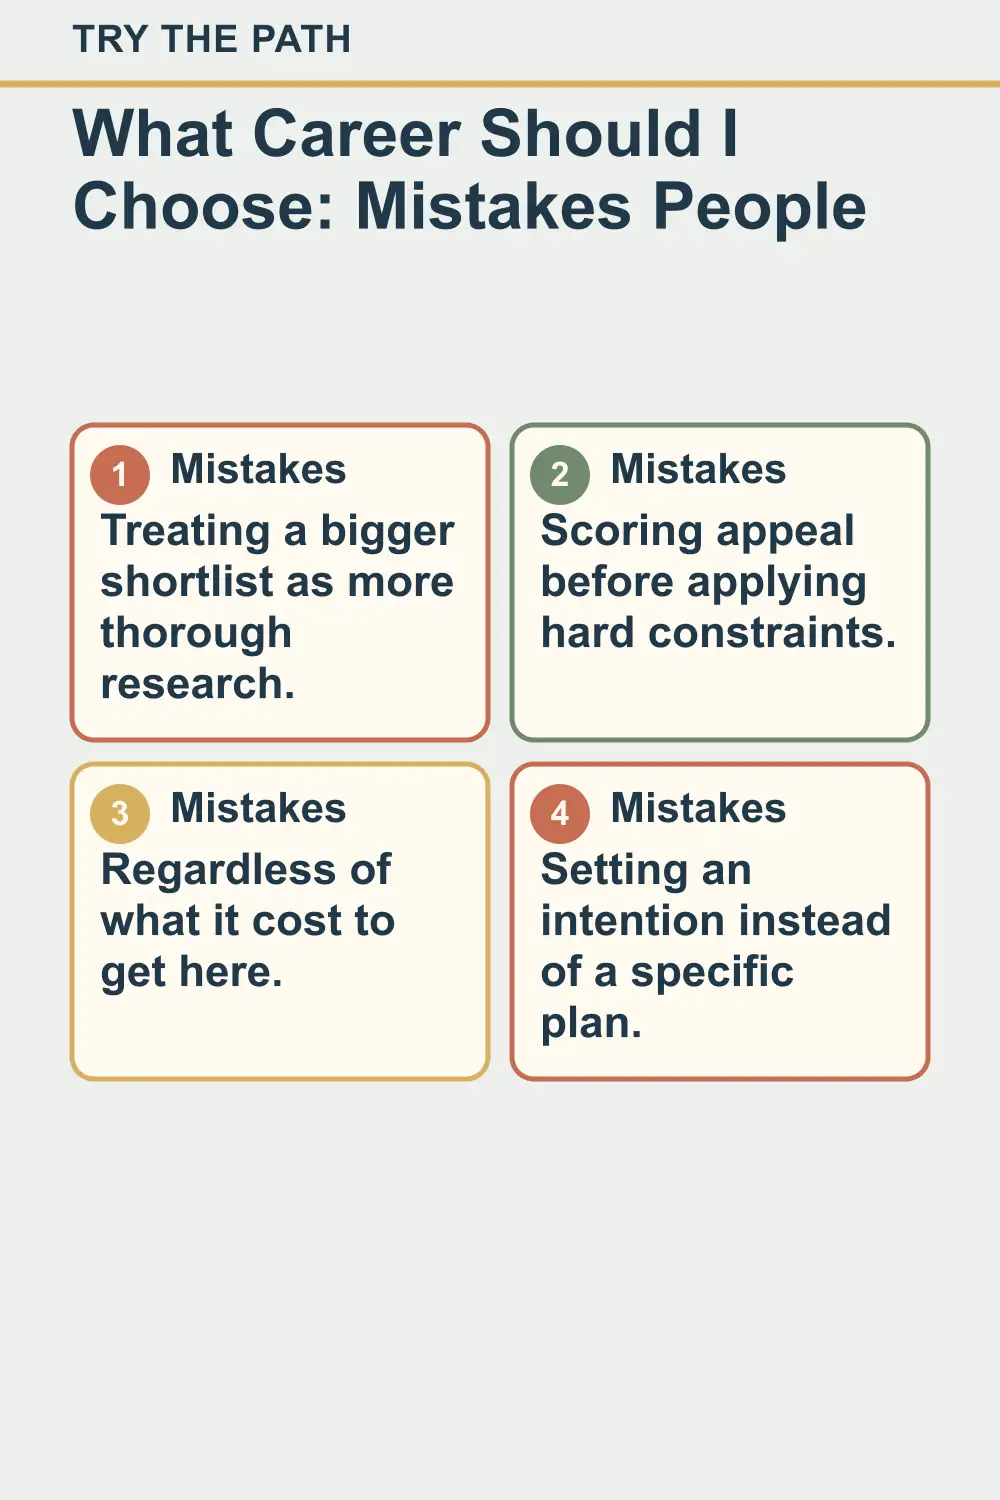 TRY THE PATH
What Career Should I
Choose: Mistakes People
1 Mistakes
Treating a bigger
shortlist as more
thorough
research.
2 Mistakes
Scoring appeal
before applying
hard constraints.
3 Mistakes
Regardless of
what it cost to
get here.
4 Mistakes
Setting an
intention instead
of a specific
plan.